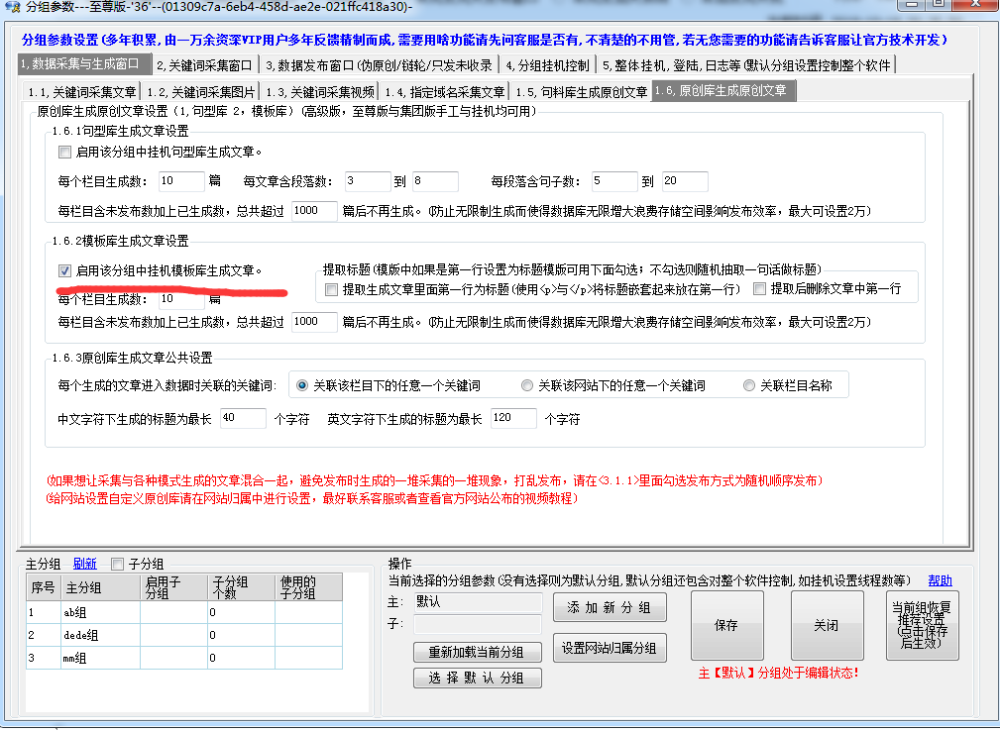 分组参数---至尊版-'36'--(01309c7a-6eb4-458d-ae2e-021ffc418a30)-
分组参数设置(多年积累,由一万余资深VIP用户多年反馈精制而成,需要用啥功能请先问客服是否有,不清楚的不用管,若无您需要的功能请告诉客服让官方技术开发)
1,数据采集与生成窗口 2,关键词采集窗口 3,数据发布窗口(伪原创/链轮/只发未收录 4,分组挂机控制 5,整体挂机,登陆,日志等(默认分组设置控制整个软件
1.1,关键词采集文章 1.2,关键词采集图片 1.3,关键词采集视频 1.4,指定域名采集文章 1.5,句料库生成原创文章 1.6,原创库生成原创文章
原创库生成原创文章设置（1,句型库 2，模板库）(高级版，至尊版与集团版手工与挂机均可用)
1.6.1句型库生成文章设置
启用该分组中挂机句型库生成文章。
每个栏目生成数： 10 篇 每文章含段落数： 3 到 8 每段落含句子数： 5 到 20
每栏目含未发布数加上已生成数，总共超过 1000 篇后不再生成。(防止无限制生成而使得数据库无限增大浪费存储空间影响发布效率，最大可设置2万)
1.6.2模板库生成文章设置
启用该分组中挂机模板库生成文章。
提取标题(模版中如果是第一行设置为标题模版可用下面勾选；不勾选则随机抽取一句话做标题)
提取生成文章里面第一行为标题(使用<p>与</p>将标题嵌套起来放在第一行) 提取后删除文章中第一行
每个栏目生成数： 10 篇
每栏目含未发布数加上已生成数，总共超过 1000 篇后不再生成。(防止无限制生成而使得数据库无限增大浪费存储空间影响发布效率，最大可设置2万)
1.6.3原创库生成文章公共设置
每个生成的文章进入数据时关联的关键词： 关联该栏目下的任意一个关键词 关联该网站下的任意一个关键词 关联栏目名称
中文字符下生成的标题为最长 40 个字符 英文字符下生成的标题为最长 120 个字符
(如果想让采集与各种模式生成的文章混合一起，避免发布时生成的一堆采集的一堆现象，打乱发布，请在<3.1.1>里面勾选发布方式为随机顺序发布)
(给网站设置自定义原创库请在网站归属中进行设置，最好联系客服或者查看官方网站公布的视频教程)
主分组 刷新 子分组
序号 主分组 启用子分组 子分组个数 使用的子分组
1 ab组 0
2 dede组 0
3 mm组 0
操作
当前选择的分组参数(没有选择则为默认分组,默认分组还包含对整个软件控制,如挂机设置线程数等) 帮助
主： 默认
子：
添 加 新 分 组
设置网站归属分组
重新加载当前分组
选 择 默 认 分 组
保存
关闭
当前组恢复
推荐设置
(点击保存
后生效)
主【默认】分组处于编辑状态！